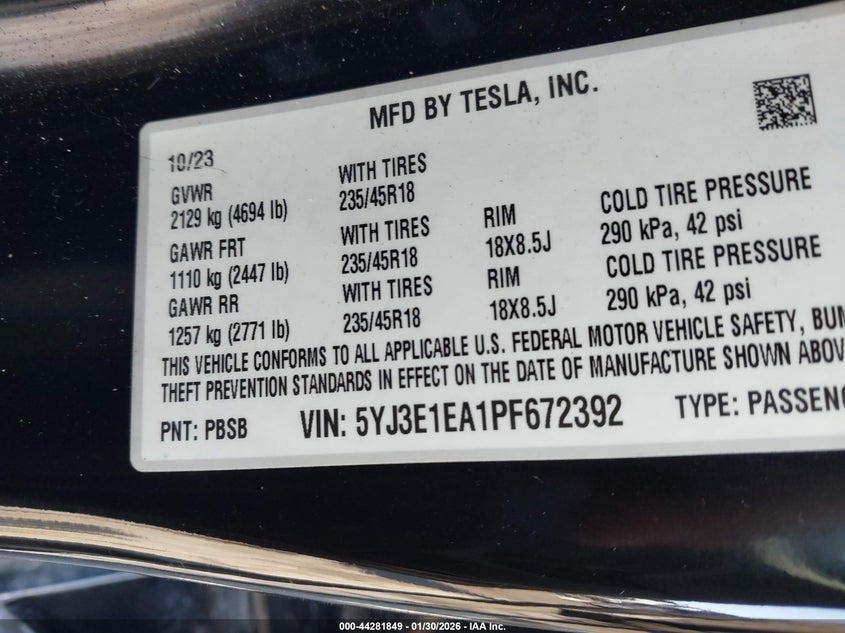 MFD BY TESLA, INC.
10/23
GVWR
2129 kg (4694 lb)
WITH TIRES
235/45R18
GAWR FRT
1110 kg (2447 lb)
WITH TIRES
235/45R18
RIM
18X8.5J
COLD TIRE PRESSURE
290 kPa, 42 psi
GAWR RR
1257 kg (2771 lb)
WITH TIRES
235/45R18
RIM
18X8.5J
COLD TIRE PRESSURE
290 kPa, 42 psi
THIS VEHICLE CONFORMS TO ALL APPLICABLE U.S. FEDERAL MOTOR VEHICLE SAFETY, BUM
THEFT PREVENTION STANDARDS IN EFFECT ON THE DATE OF MANUFACTURE SHOWN ABOV
PNT: PBSB VIN: 5YJ3E1EA1PF672392 TYPE: PASSENG
000-44281849 - 01/30/2026 - IAA Inc.